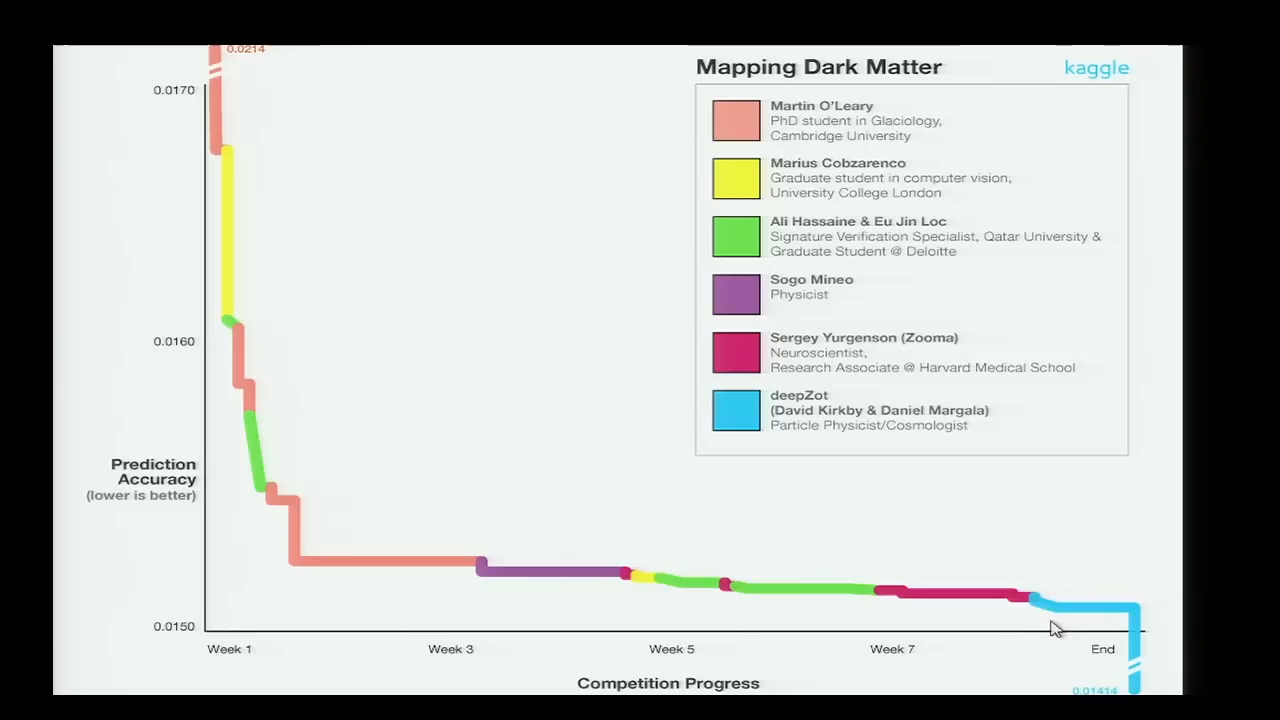 0.0214
Mapping Dark Matter
kaggle
0.0170
Martin O'Leary
PhD student in Glaciology,
Cambridge University
Marius Cobzarenco
Graduate student in computer vision,
University College London
Ali Hassaine & Eu Jin Loc
Signature Verification Specialist, Qatar University &
Graduate Student @ Deloitte
Sogo Mineo
Physicist
0.0160
Sergey Yurgenson (Zooma)
Neuroscientist,
Research Associate @ Harvard Medical School
deepZot
(David Kirkby & Daniel Margala)
Particle Physicist/Cosmologist
Prediction
Accuracy
(lower is better)
0.0150
Week 1
Week 3
Week 5
Week 7
End
Competition Progress
0.01414